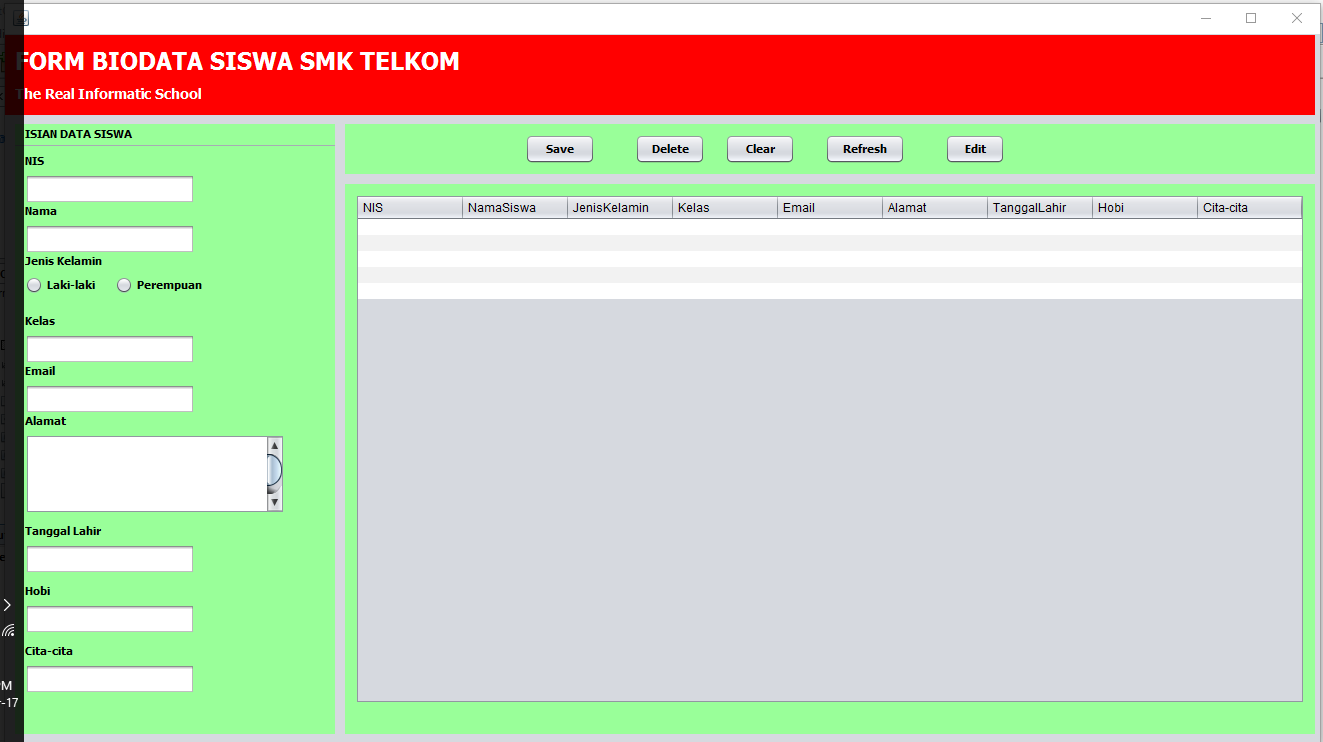 FORM BIODATA SISWA SMK TELKOM
The Real Informatic School
ISIAN DATA SISWA
NIS
Nama
Jenis Kelamin
Laki-laki Perempuan
Kelas
Email
Alamat
Tanggal Lahir
Hobi
Cita-cita
Save Delete Clear Refresh Edit
NIS NamaSiswa JenisKelamin Kelas Email Alamat TanggalLahir Hobi Cita-cita
PM
-17